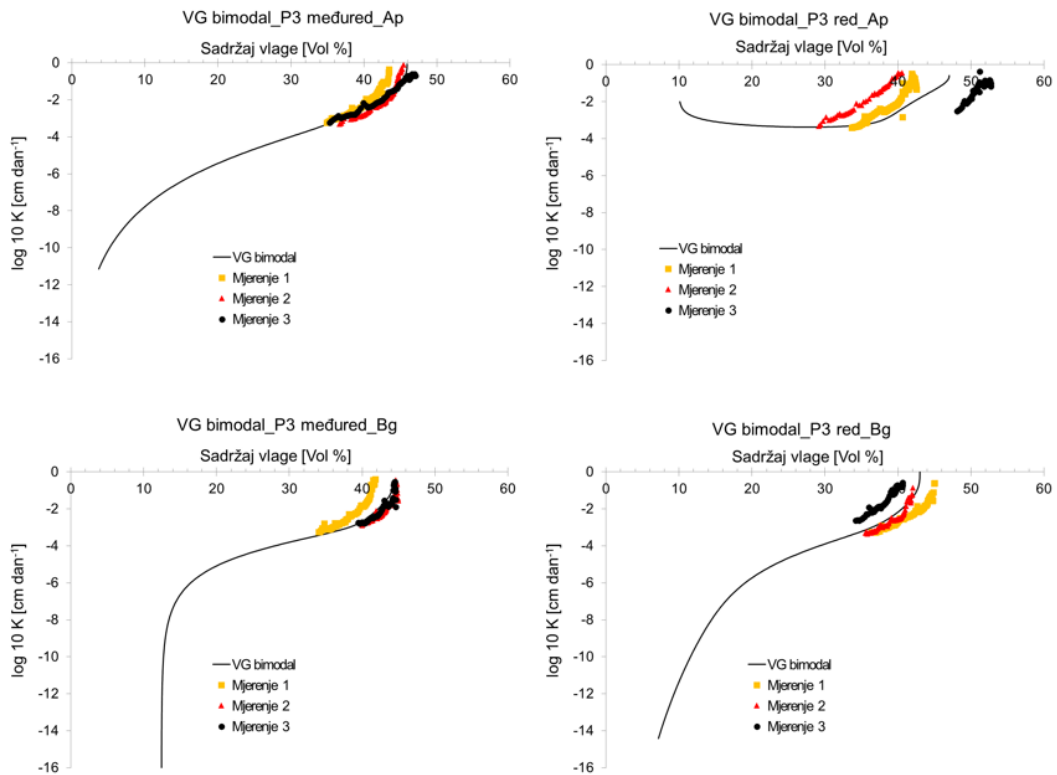 VG bimodal_P3 međured_Ap
Sadržaj vlage [Vol %]
0 10 20 30 40 50 60
0
-2
-4
-6
-8
-10
-12
-14
-16
log 10 K [cm dan⁻¹]
VG bimodal
Mjerenje 1
Mjerenje 2
Mjerenje 3
VG bimodal_P3 red_Ap
Sadržaj vlage [Vol %]
0 10 20 30 40 50 60
0
-2
-4
-6
-8
-10
-12
-14
-16
log 10 K [cm dan⁻¹]
VG bimodal
Mjerenje 1
Mjerenje 2
Mjerenje 3
VG bimodal_P3 međured_Bg
Sadržaj vlage [Vol %]
0 10 20 30 40 50 60
0
-2
-4
-6
-8
-10
-12
-14
-16
log 10 K [cm dan⁻¹]
VG bimodal
Mjerenje 1
Mjerenje 2
Mjerenje 3
VG bimodal_P3 red_Bg
Sadržaj vlage [Vol %]
0 10 20 30 40 50 60
0
-2
-4
-6
-8
-10
-12
-14
-16
log 10 K [cm dan⁻¹]
VG bimodal
Mjerenje 1
Mjerenje 2
Mjerenje 3